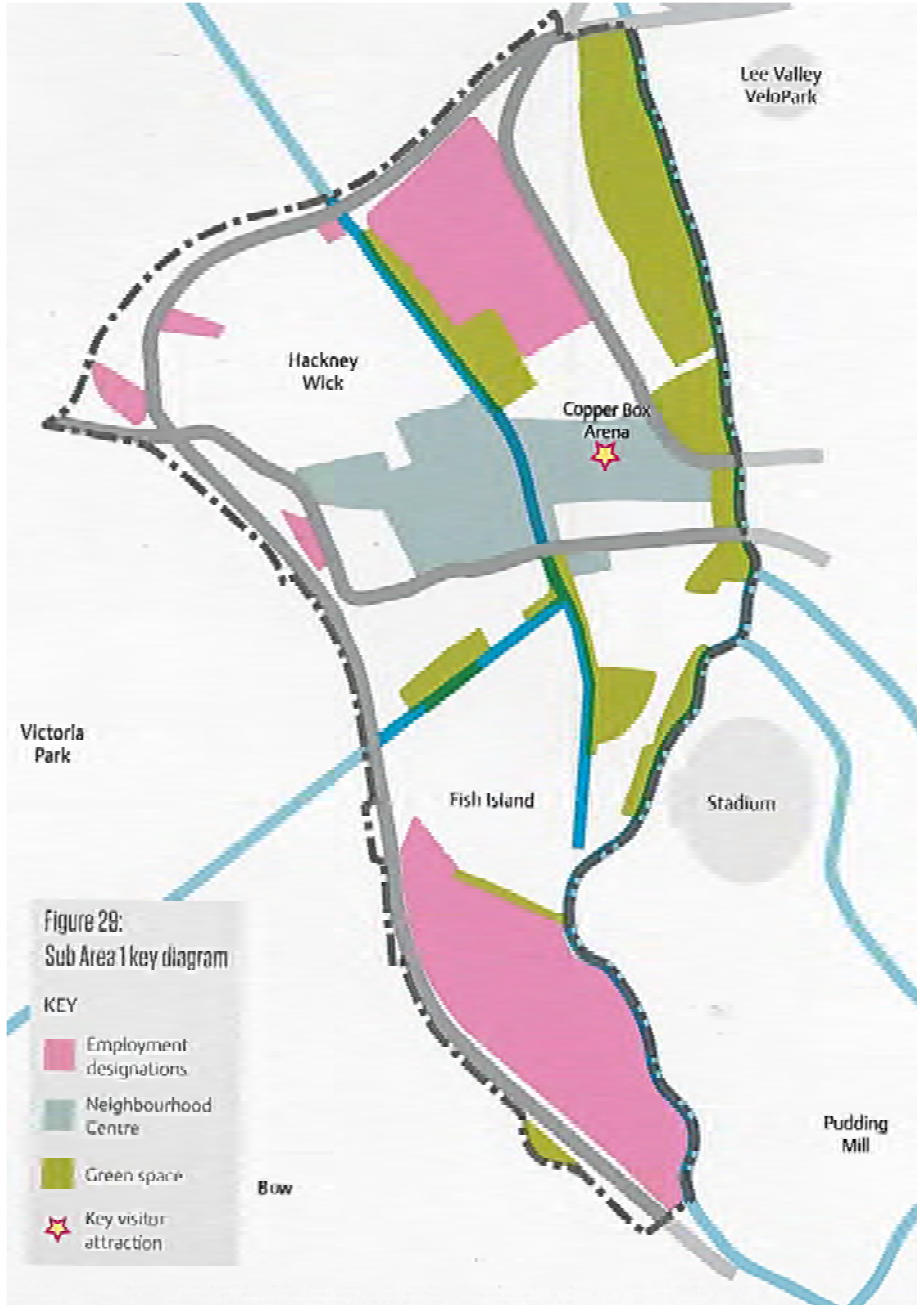 Lee Valley
VeloPark
Hackney
Wick
Copper Box
Arena
Victoria
Park
Fish Island
Stadium
Figure 29:
Sub Area 1 key diagram
KEY
Employment
designations
Neighbourhood
Centre
Green space
Key visitor
attraction
Bow
Pudding
Mill